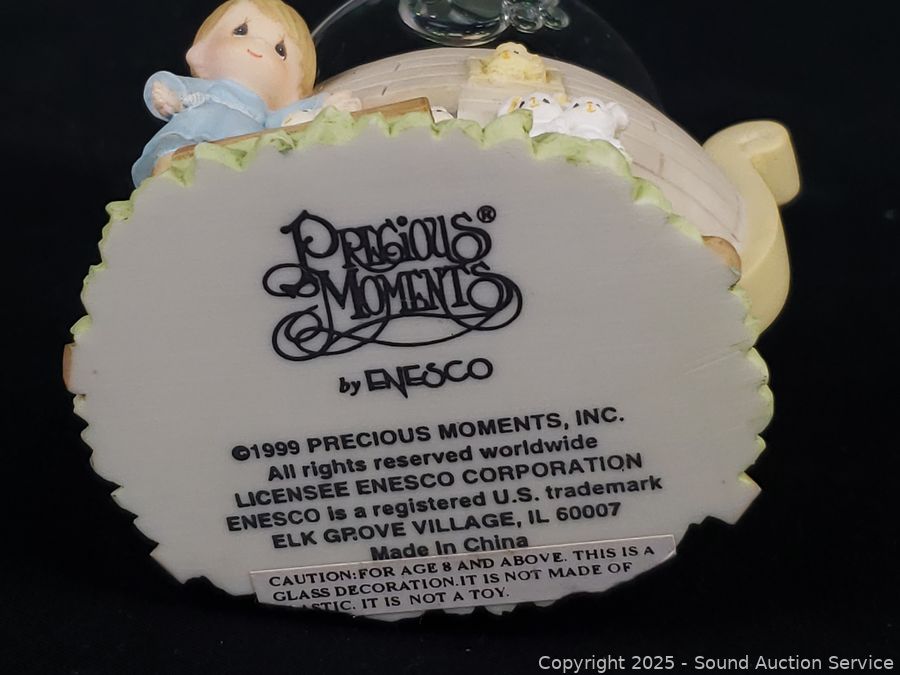 PRECIOUS®
MOMENTS
by ENESCO
©1999 PRECIOUS MOMENTS, INC.
All rights reserved worldwide
LICENSEE ENESCO CORPORATION
ENESCO is a registered U.S. trademark
ELK GROVE VILLAGE, IL 60007
Made In China
CAUTION:FOR AGE 8 AND ABOVE. THIS IS A
GLASS DECORATION.IT IS NOT MADE OF
IT IS NOT A TOY.
Copyright 2025 - Sound Auction Service